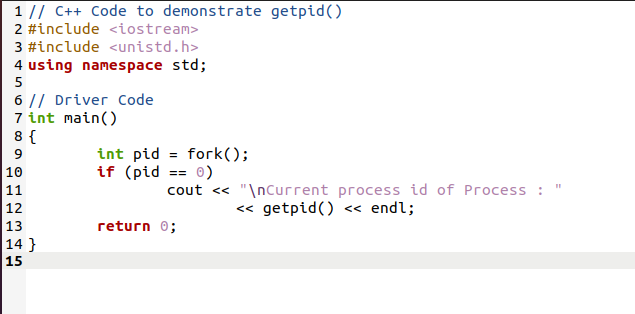 1 // C++ Code to demonstrate getpid()
2 #include <iostream>
3 #include <unistd.h>
4 using namespace std;
5
6 // Driver Code
7 int main()
8 {
9 int pid = fork();
10 if (pid == 0)
11 cout << "\nCurrent process id of Process : "
12 << getpid() << endl;
13 return 0;
14 }
15